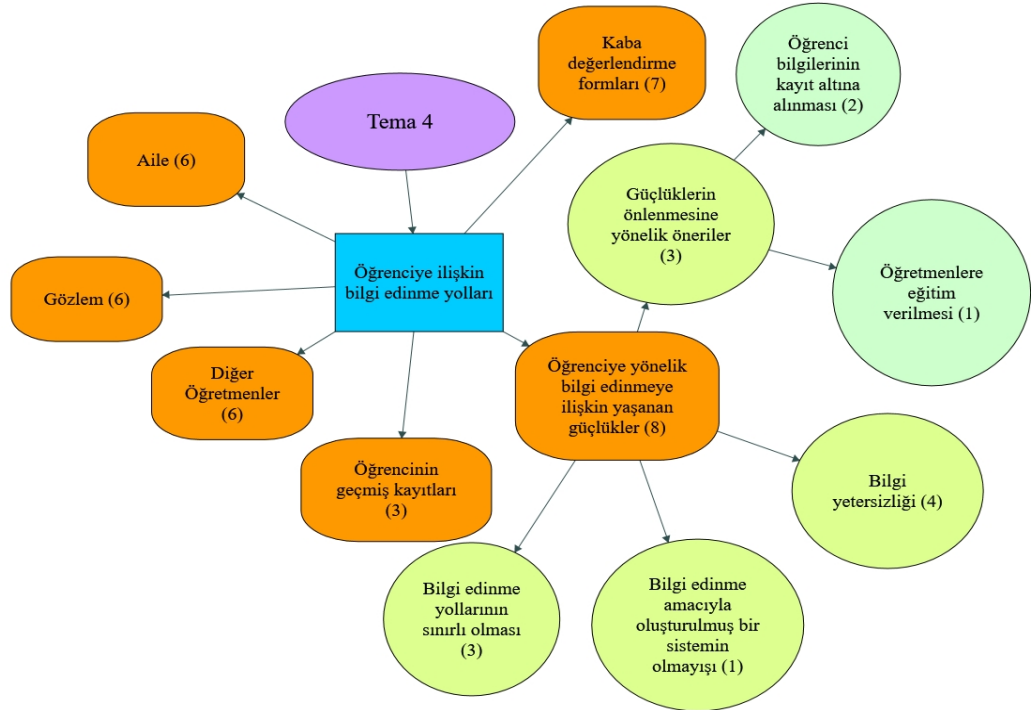 Tema 4
Kaba
değerlendirme
formları (7)
Öğrenci
bilgilerinin
kayıt altına
alınması (2)
Aile (6)
Güçlüklerin
önlenmesine
yönelik öneriler
(3)
Öğrenciye ilişkin
bilgi edinme yolları
Gözlem (6)
Öğretmenlere
eğitim
verilmesi (1)
Diğer
Öğretmenler
(6)
Öğrenciye yönelik
bilgi edinmeye
ilişkin yaşanan
güçlükler (8)
Öğrencinin
geçmiş kayıtları
(3)
Bilgi
yetersizliği (4)
Bilgi edinme
yollarının
sınırlı olması
(3)
Bilgi edinme
amacıyla
oluşturulmuş bir
sistemin
olmayışı (1)